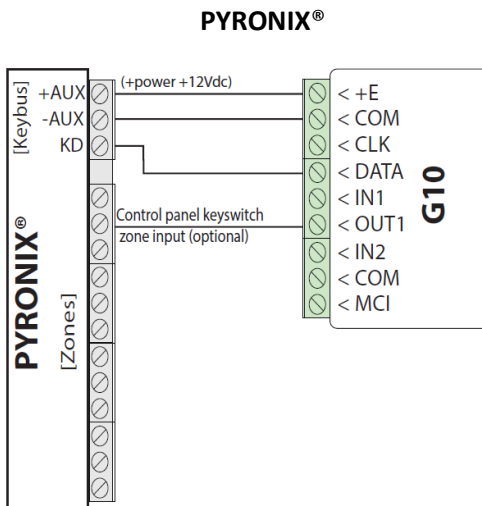 PYRONIX®
[Keybus]
+AUX
-AUX
KD
(+power +12Vdc)
Control panel keyswitch
zone input (optional)
PYRONIX®
[Zones]
< +E
< COM
< CLK
< DATA
< IN1
< OUT1
< IN2
< COM
< MCI
G10